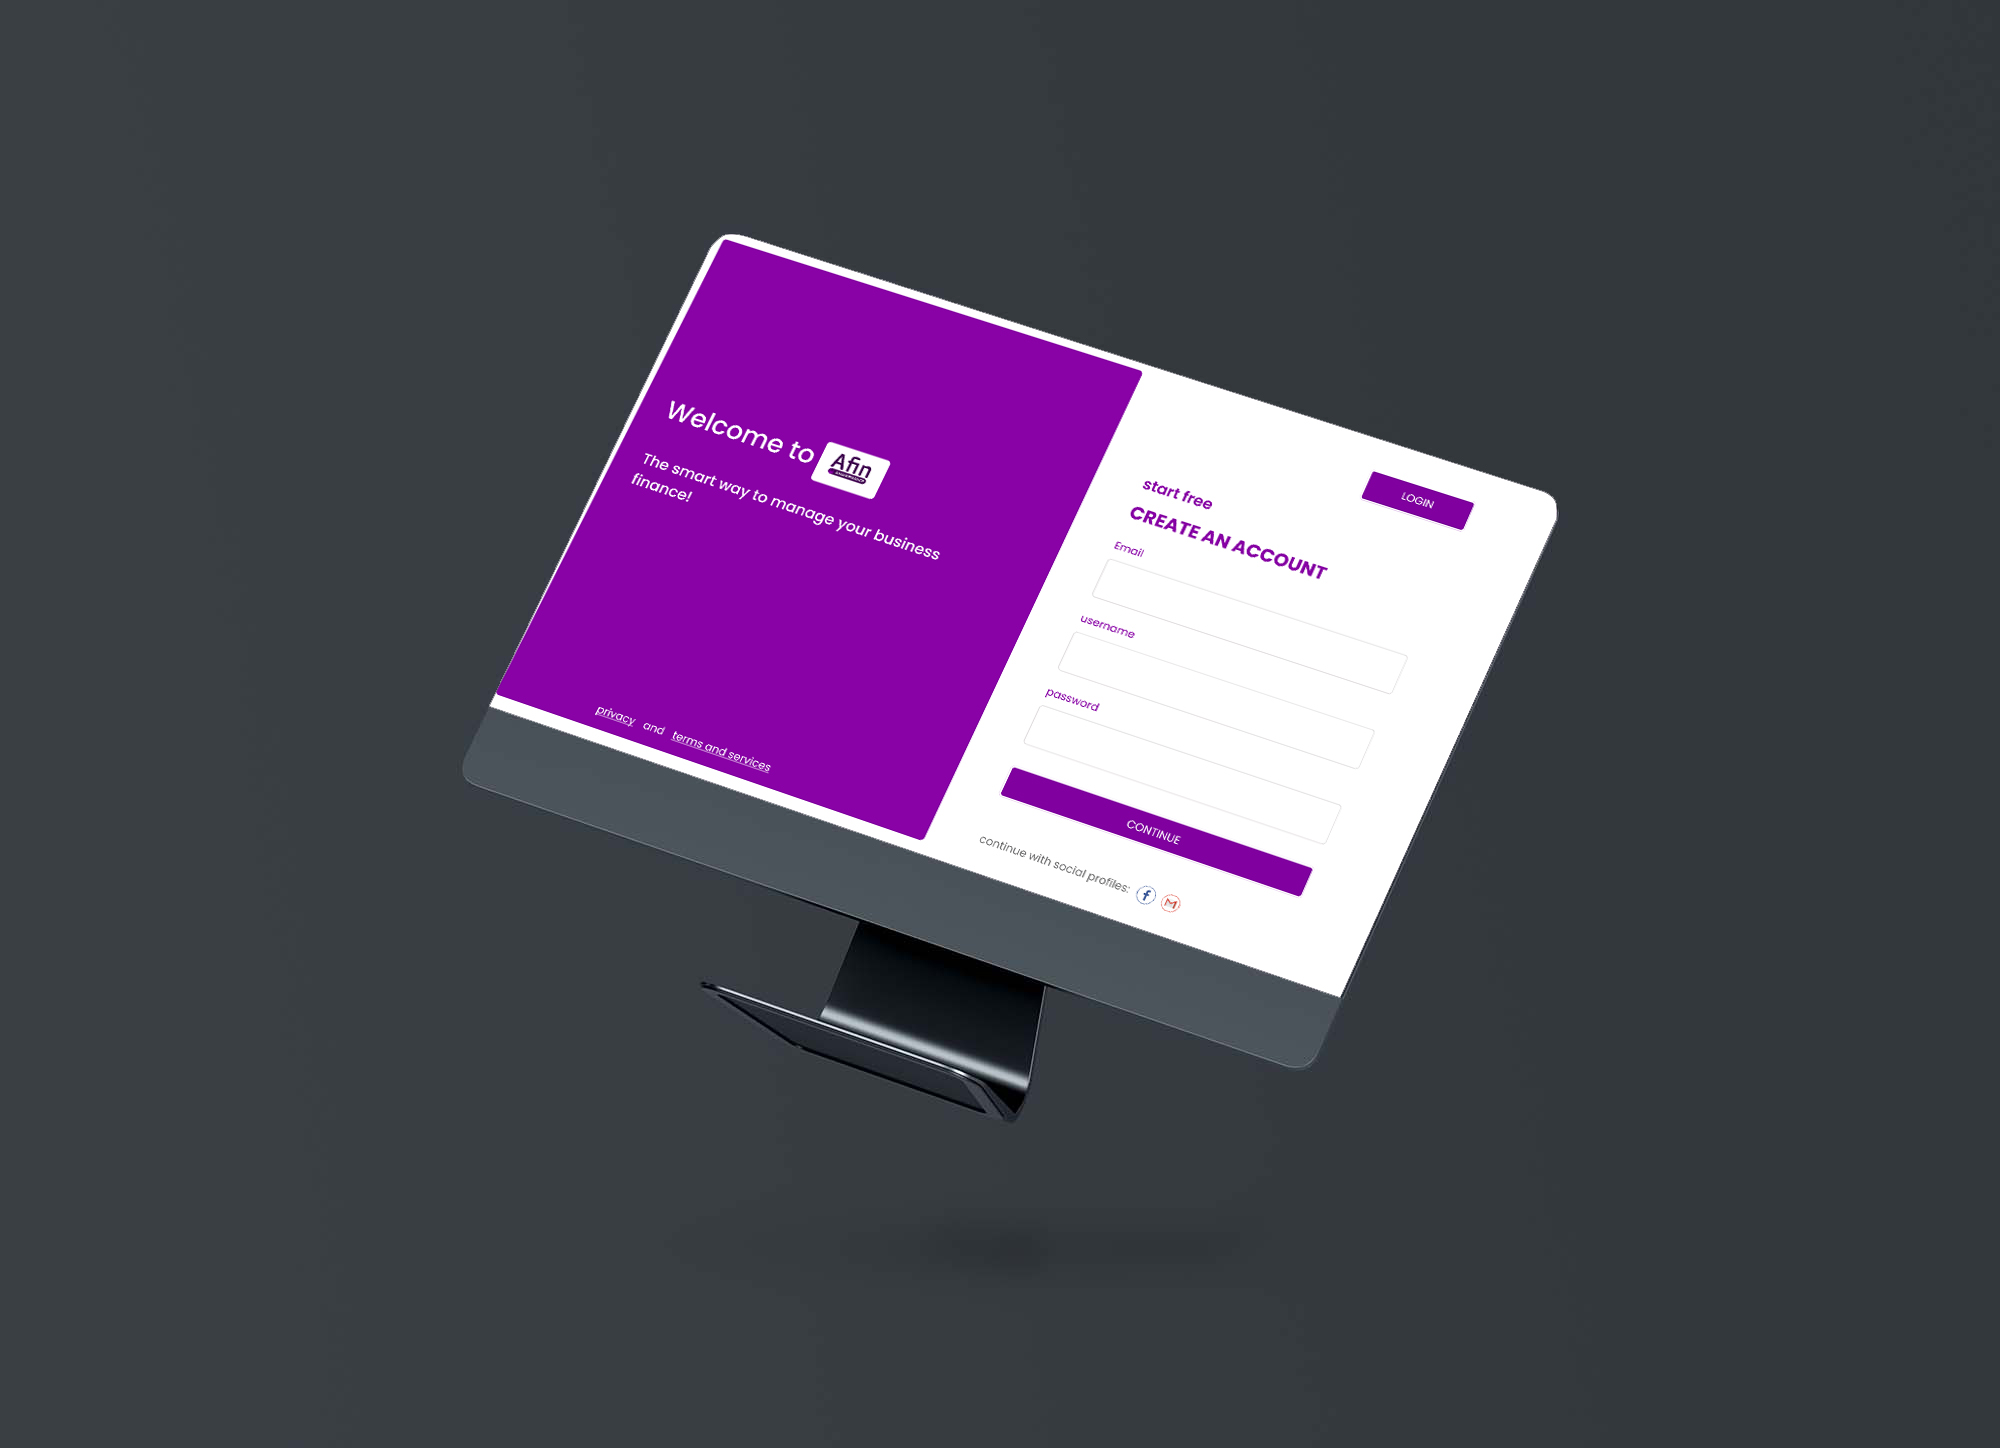 Welcome to Afin
The smart way to manage your business
finance!
privacy and terms and services
LOGIN
start free
CREATE AN ACCOUNT
Email
username
password
CONTINUE
continue with social profiles: